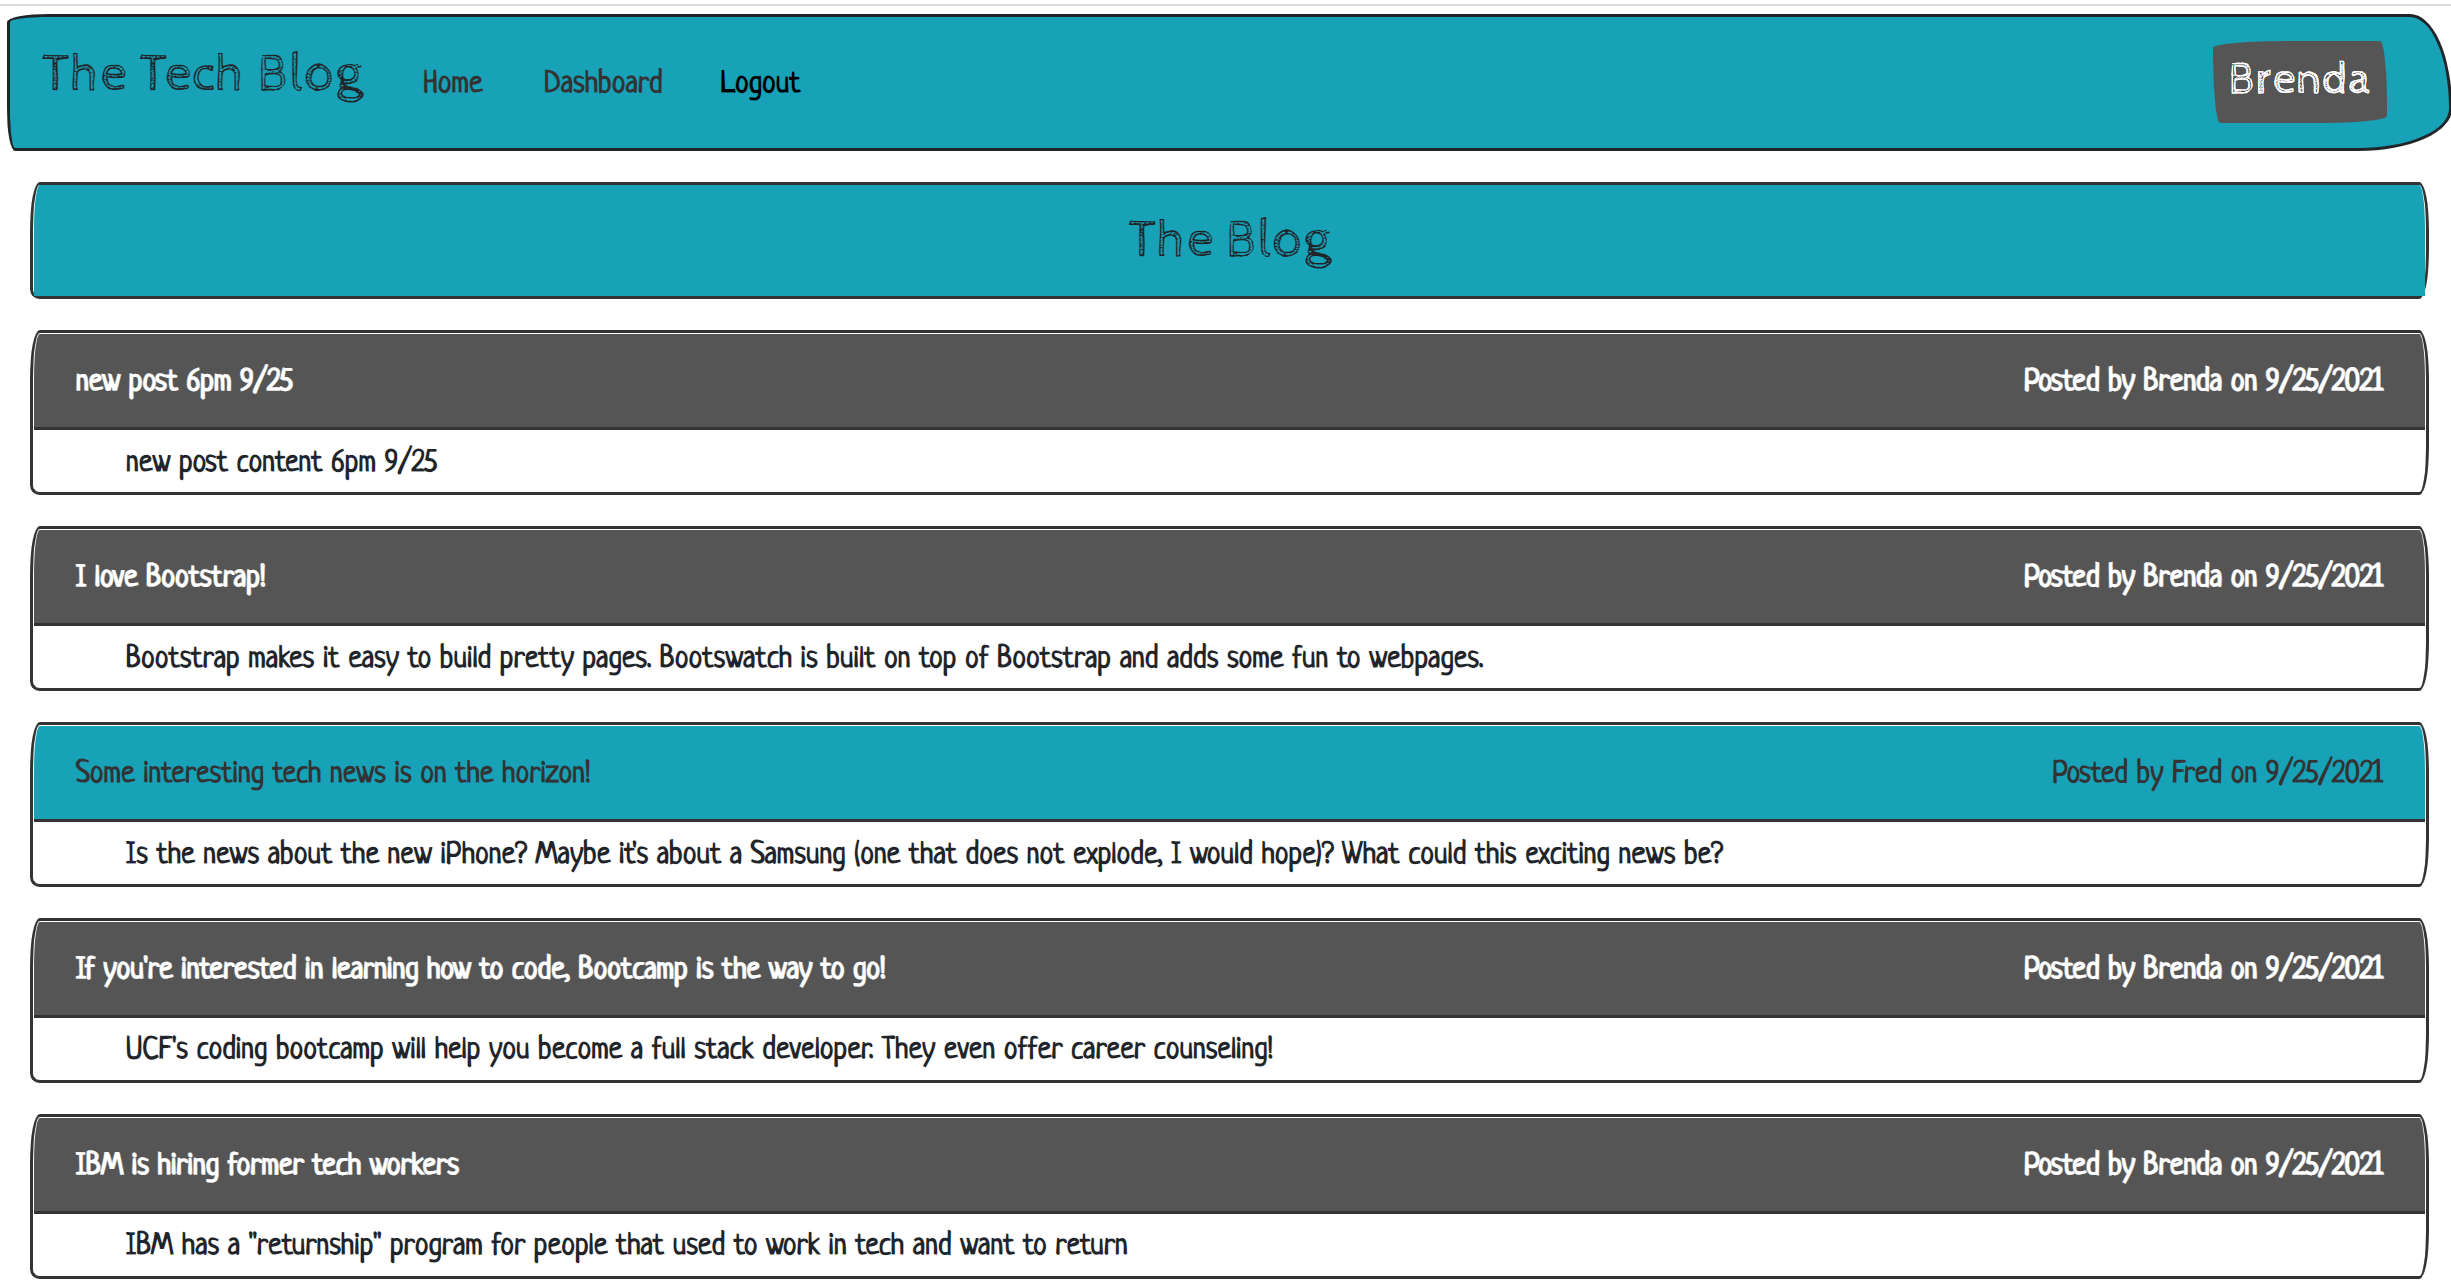 The Tech Blog Home Dashboard Logout Brenda
The Blog
new post 6pm 9/25 Posted by Brenda on 9/25/2021
new post content 6pm 9/25
I love Bootstrap! Posted by Brenda on 9/25/2021
Bootstrap makes it easy to build pretty pages. Bootswatch is built on top of Bootstrap and adds some fun to webpages.
Some interesting tech news is on the horizon! Posted by Fred on 9/25/2021
Is the news about the new iPhone? Maybe it's about a Samsung (one that does not explode, I would hope)? What could this exciting news be?
If you're interested in learning how to code, Bootcamp is the way to go! Posted by Brenda on 9/25/2021
UCF's coding bootcamp will help you become a full stack developer. They even offer career counseling!
IBM is hiring former tech workers Posted by Brenda on 9/25/2021
IBM has a "returnship" program for people that used to work in tech and want to return